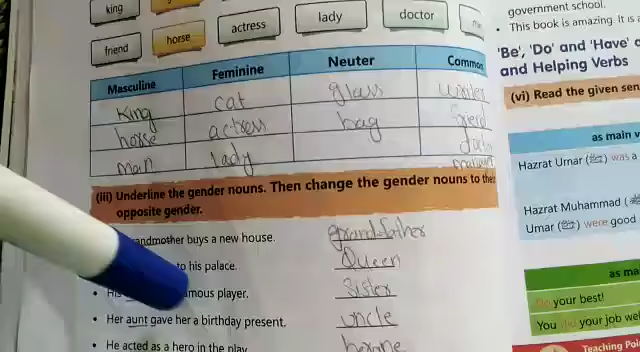 king
lady
doctor
friend
horse
actress
Masculine Feminine Neuter Common
King cat glass writer
horse actress bag
man lady
(iii) Underline the gender nouns. Then change the gender nouns to
opposite gender.
andmother buys a new house. grandfather
to his palace. Queen
amous player. Sister
• Her aunt gave her a birthday present. uncle
• He acted as a hero in the play
government school.
• This book is amazing. It is
'Be', 'Do' and 'Have'
and Helping Verbs
(vi) Read the given sen
as main v
Hazrat Umar was a
Hazrat Muhammad
Umar were good
as ma
Do your best!
You did your job we
Teaching Poi